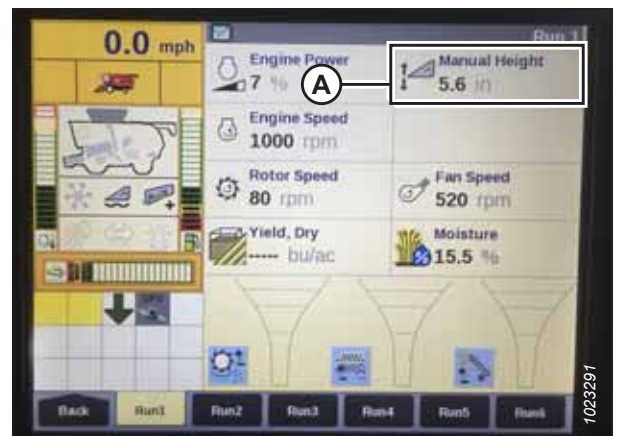 0.0 mph
Run 1
Engine Power
7 %
A
Manual Height
5.6 in
Engine Speed
1000 rpm
Rotor Speed
80 rpm
Fan Speed
520 rpm
Yield, Dry
----- bu/ac
Moisture
15.5 %
Back
Run1
Run2
Run3
Run4
Run5
Run6
1023291